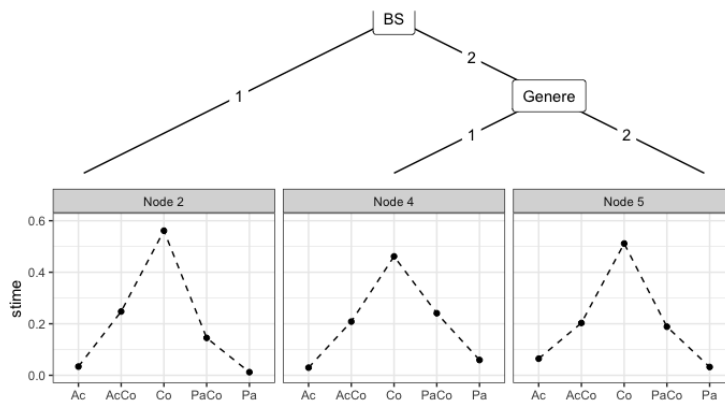 BS
2
1
Genere
1
2
Node 2
Node 4
Node 5
0.6
0.4
0.2
0.0
stime
Ac AcCo Co PaCo Pa
Ac AcCo Co PaCo Pa
Ac AcCo Co PaCo Pa